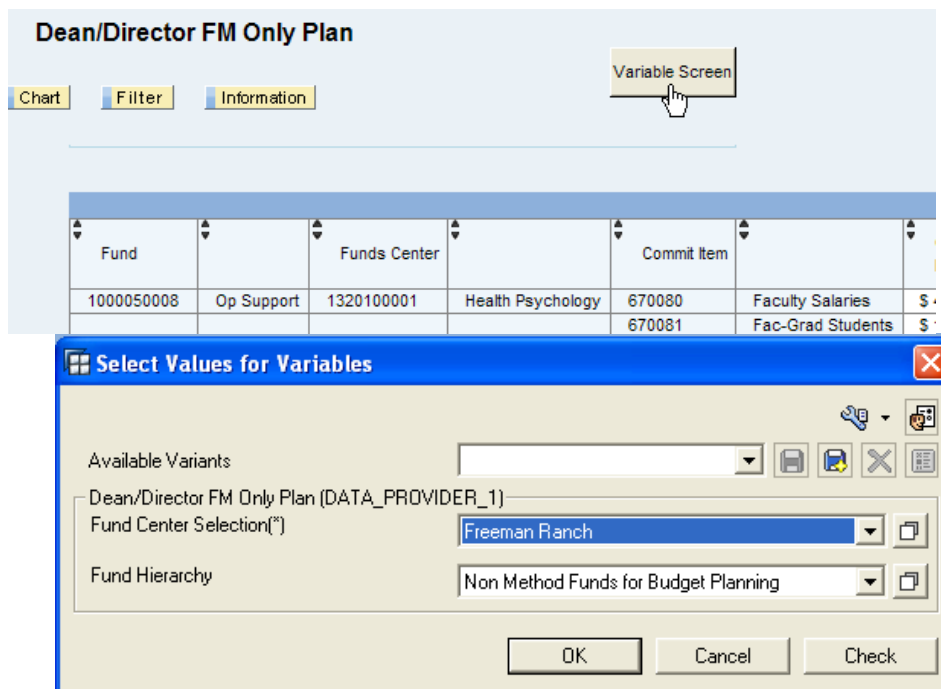 Dean/Director FM Only Plan
Variable Screen
Chart Filter Information
Fund Funds Center Commit Item
1000050008 Op Support 1320100001 Health Psychology 670080 Faculty Salaries $
670081 Fac-Grad Students $
Select Values for Variables
Available Variants
Dean/Director FM Only Plan (DATA_PROVIDER_1)
Fund Center Selection(*) Freeman Ranch
Fund Hierarchy Non Method Funds for Budget Planning
OK Cancel Check